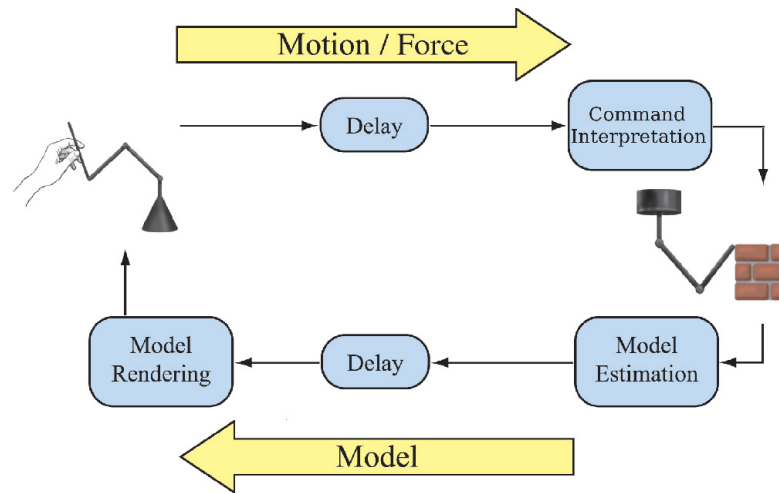 Motion / Force
Delay
Command
Interpretation
Model
Rendering
Delay
Model
Estimation
Model